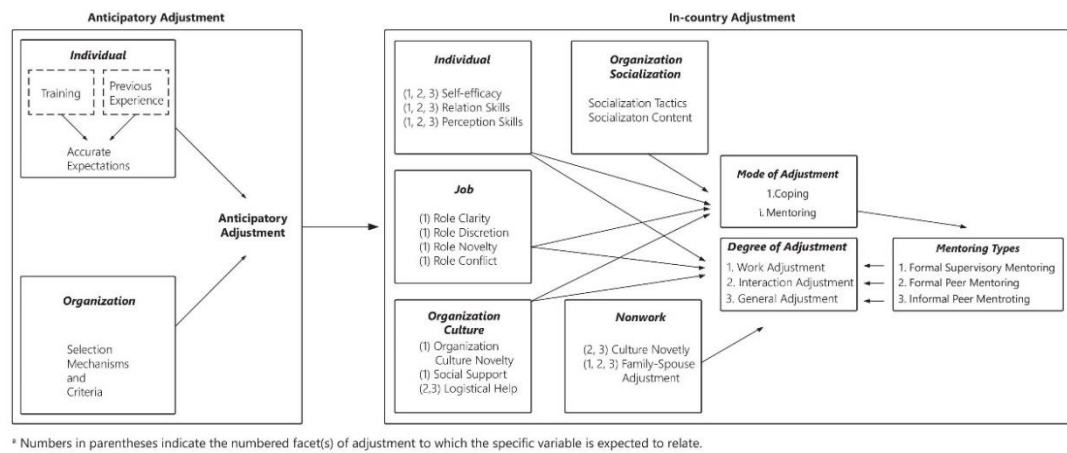 Anticipatory Adjustment
Individual
Training
Previous
Experience
Accurate
Expectations
Anticipatory
Adjustment
Organization
Selection
Mechanisms
and
Criteria
In-country Adjustment
Individual
(1, 2, 3) Self-efficacy
(1, 2, 3) Relation Skills
(1, 2, 3) Perception Skills
Organization
Socialization
Socialization Tactics
Socializaton Content
Job
(1) Role Clarity
(1) Role Discretion
(1) Role Novelty
(1) Role Conflict
Mode of Adjustment
1.Coping
i. Mentoring
Degree of Adjustment
1. Work Adjustment
2. Interaction Adjustment
3. General Adjustment
Mentoring Types
1. Formal Supervisory Mentoring
2. Formal Peer Mentoring
3. Informal Peer Mentroting
Organization
Culture
(1) Organization
Culture Novelty
(1) Social Support
(2,3) Logistical Help
Nonwork
(2, 3) Culture Novetly
(1, 2, 3) Family-Spouse
Adjustment
ª Numbers in parentheses indicate the numbered facet(s) of adjustment to which the specific variable is expected to relate.